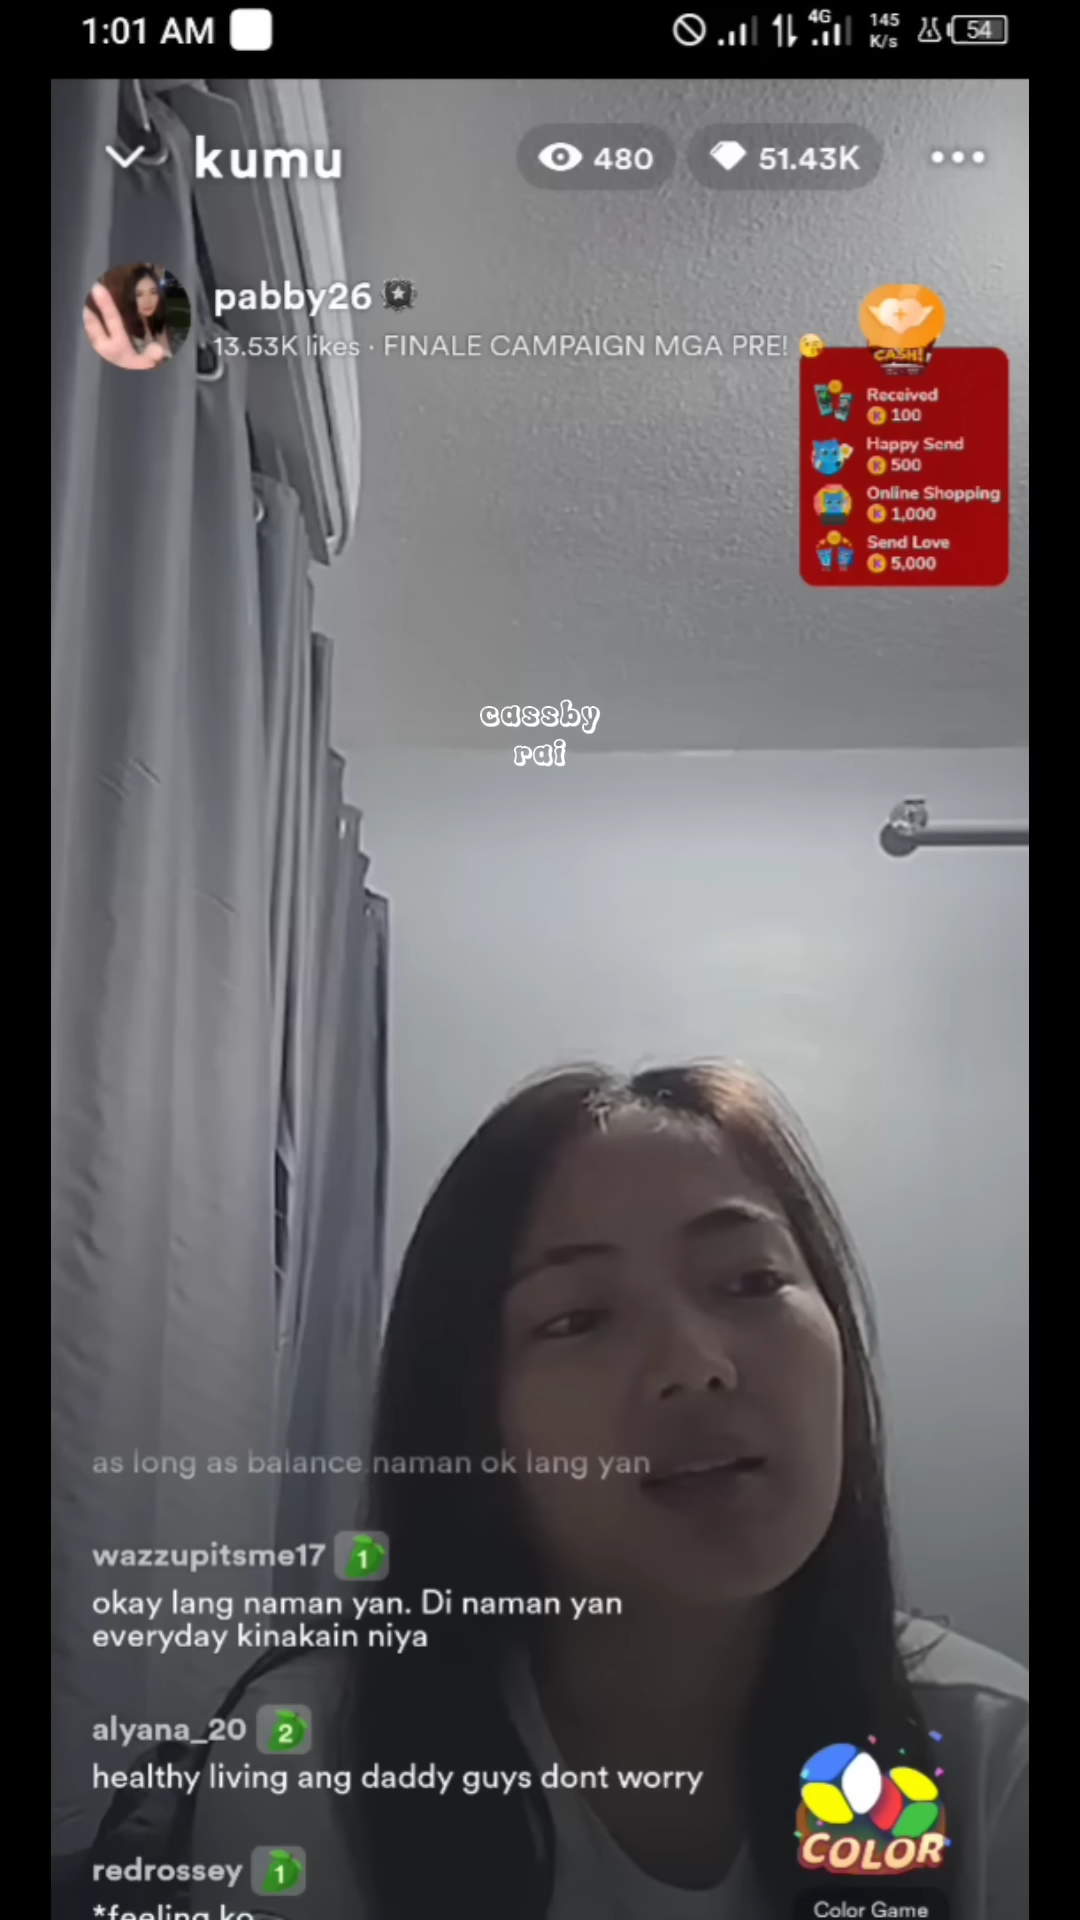 1:01 AM
4G
145
K/s
54
kumu
480
51.43K
pabby26
13.53K likes · FINALE CAMPAIGN MGA PRE! 😘
CASH!
Received
100
Happy Send
500
Online Shopping
1,000
Send Love
5,000
cassby
rai
as long as balance naman ok lang yan
wazzupitsme17 1
okay lang naman yan. Di naman yan
everyday kinakain niya
alyana_20 2
healthy living ang daddy guys dont worry
COLOR
redrossey 1
*feeling ko
Color Game